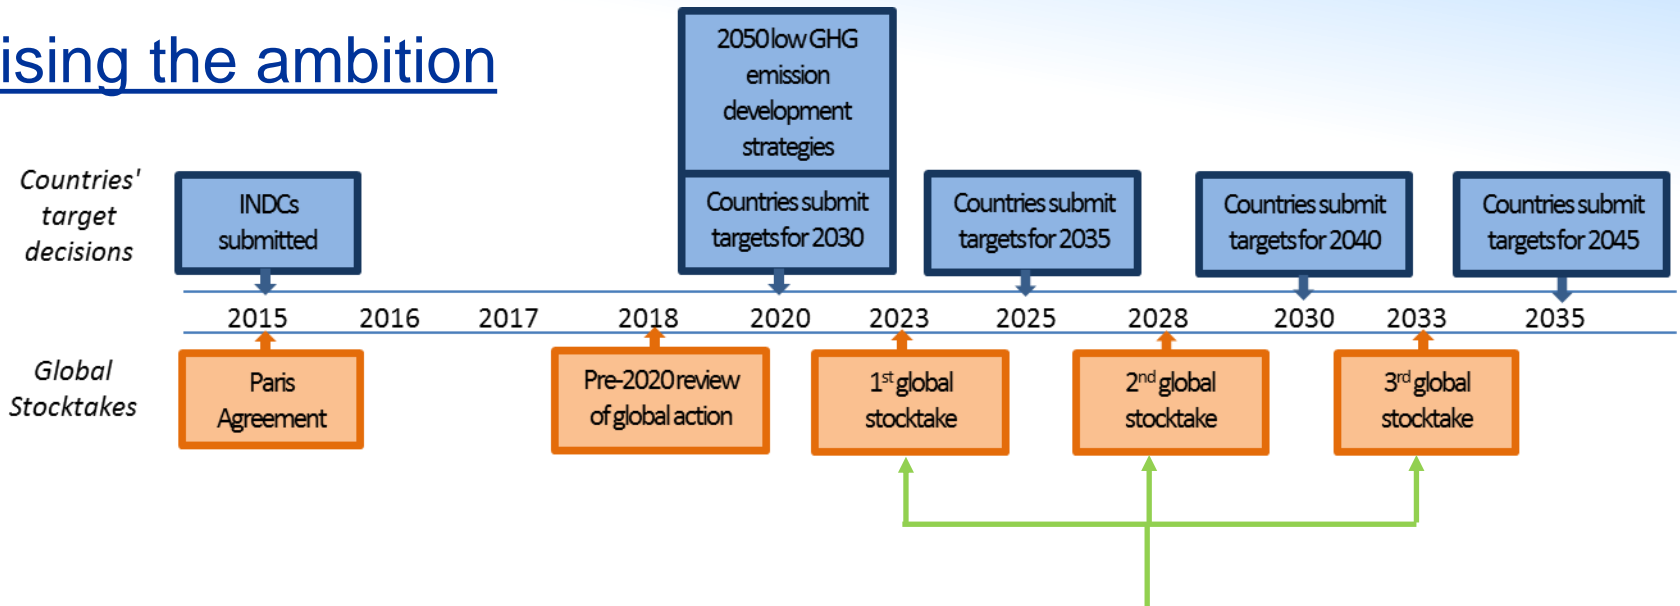 ising the ambition
2050 low GHG
emission
development
strategies
Countries'
target
decisions
INDCs
submitted
Countries submit
targets for 2030
Countries submit
targets for 2035
Countries submit
targets for 2040
Countries submit
targets for 2045
2015 2016 2017 2018 2020 2023 2025 2028 2030 2033 2035
Global
Stocktakes
Paris
Agreement
Pre-2020 review
of global action
1st global
stocktake
2nd global
stocktake
3rd global
stocktake